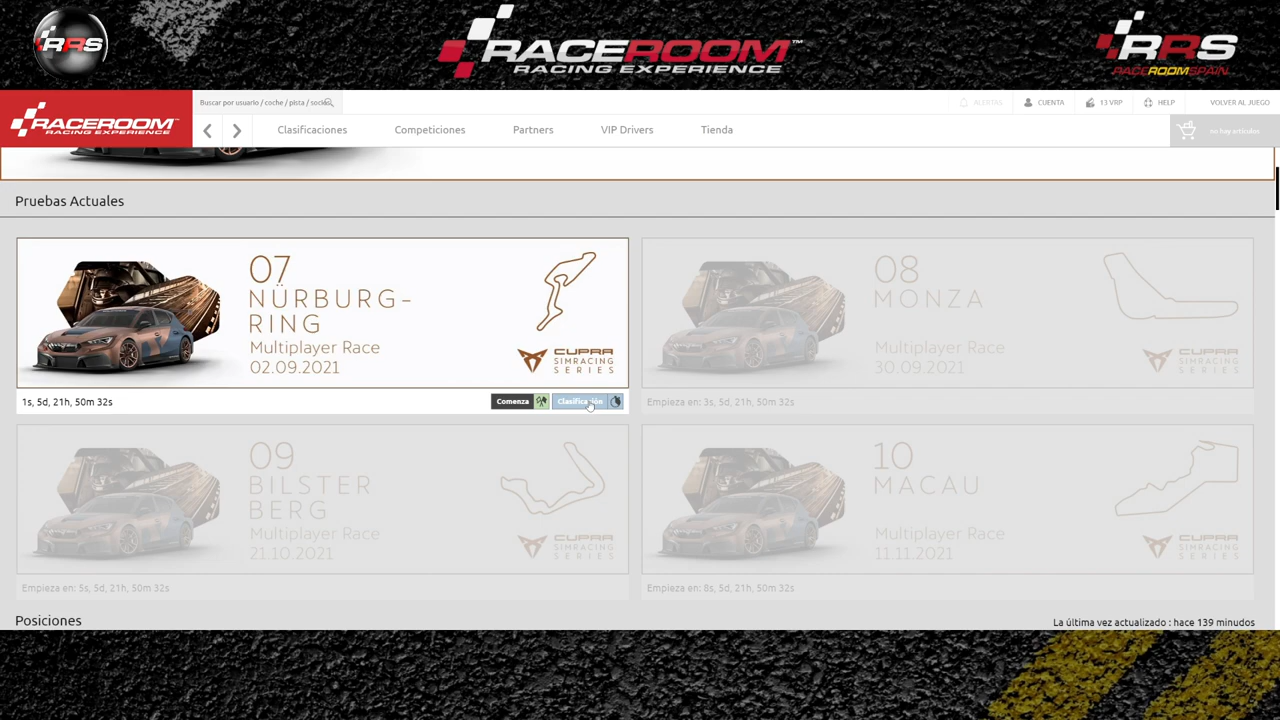 RRS
RACEROOM™
RACING EXPERIENCE
RRS
RACEROOMSPAIN
RACEROOM™
RACING EXPERIENCE
Buscar por usuario / coche / pista / social
ALERTAS
CUENTA
13 VRP
HELP
VOLVER AL JUEGO
Clasificaciones
Competiciones
Partners
VIP Drivers
Tienda
no hay artículos
Pruebas Actuales
07
NÜRBURG-
RING
Multiplayer Race
02.09.2021
CUPRA
SIMRACING
SERIES
1s, 5d, 21h, 50m 32s
Comenza
Clasificación
08
MONZA
Multiplayer Race
30.09.2021
CUPRA
SIMRACING
SERIES
Empieza en: 3s, 5d, 21h, 50m 32s
09
BILSTER
BERG
Multiplayer Race
21.10.2021
CUPRA
SIMRACING
SERIES
Empieza en: 5s, 5d, 21h, 50m 32s
10
MACAU
Multiplayer Race
11.11.2021
CUPRA
SIMRACING
SERIES
Empieza en: 8s, 5d, 21h, 50m 32s
Posiciones
La última vez actualizado : hace 139 minudos